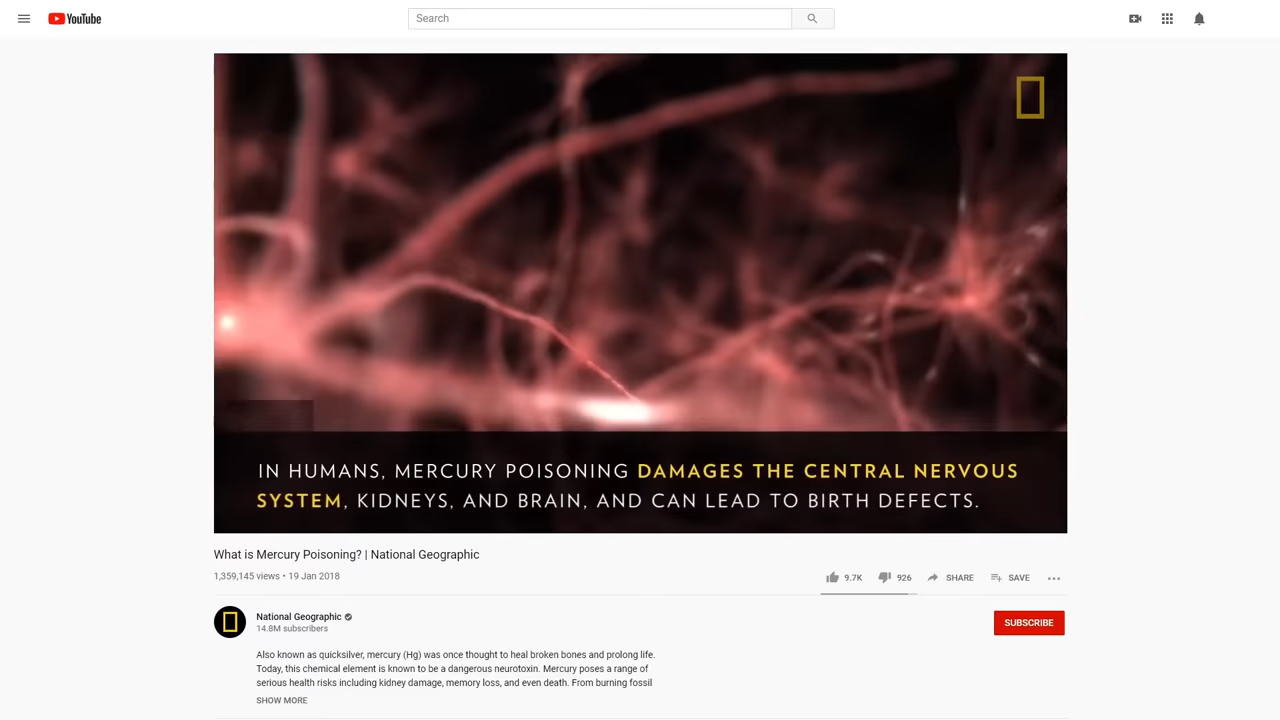 YouTube
Search
IN HUMANS, MERCURY POISONING DAMAGES THE CENTRAL NERVOUS
SYSTEM, KIDNEYS, AND BRAIN, AND CAN LEAD TO BIRTH DEFECTS.
What is Mercury Poisoning? | National Geographic
1,359,145 views • 19 Jan 2018
9.7K 926 SHARE SAVE
National Geographic
14.8M subscribers
SUBSCRIBE
Also known as quicksilver, mercury (Hg) was once thought to heal broken bones and prolong life.
Today, this chemical element is known to be a dangerous neurotoxin. Mercury poses a range of
serious health risks including kidney damage, memory loss, and even death. From burning fossil
SHOW MORE